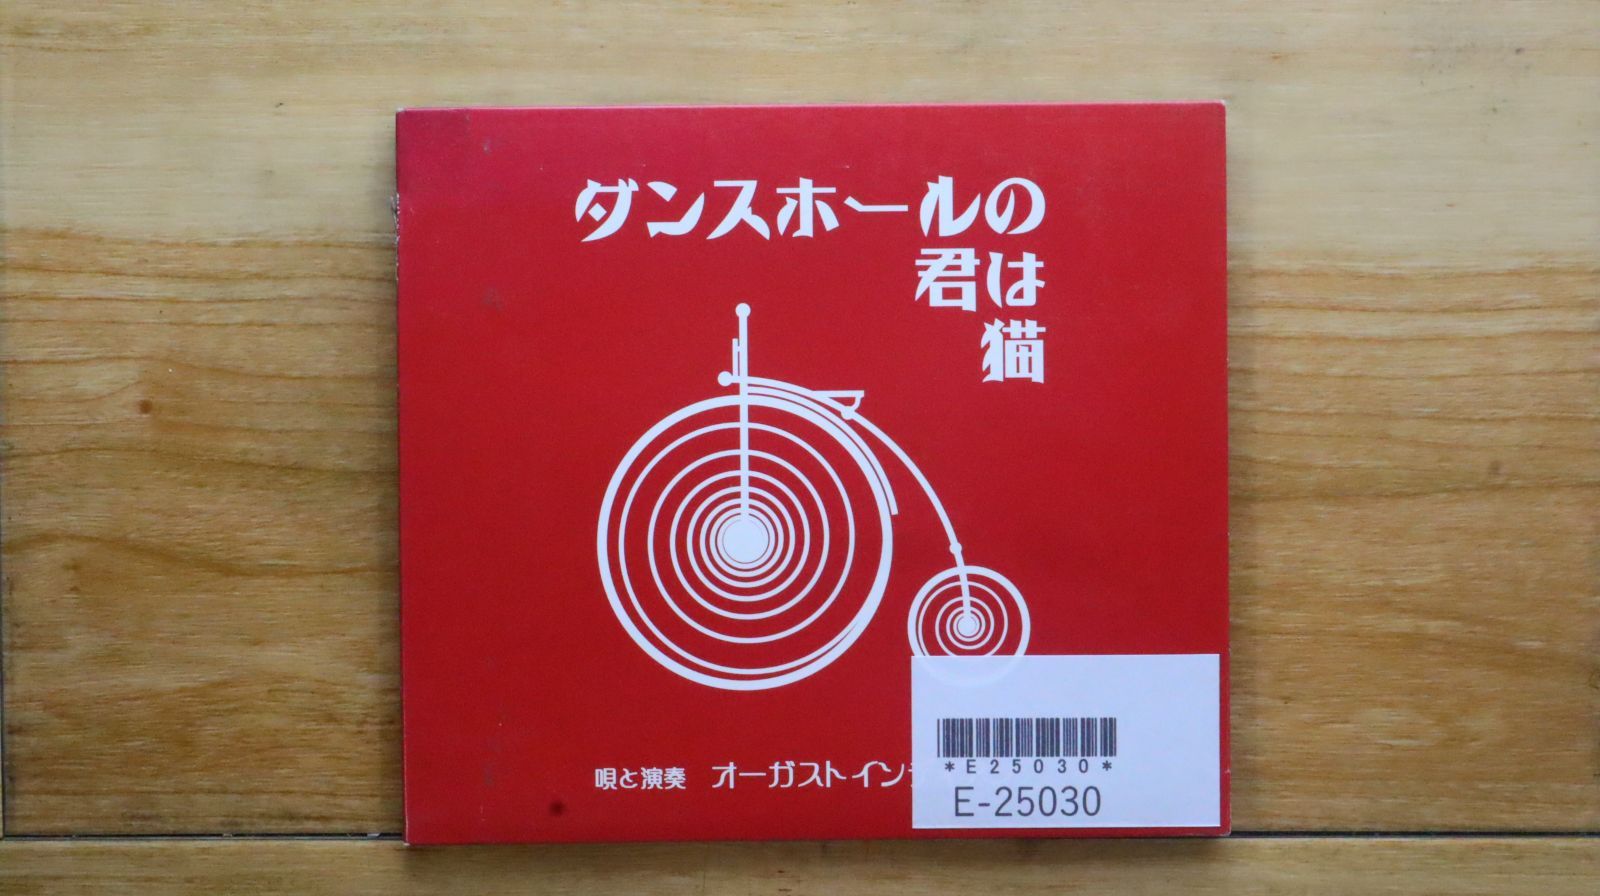 ダンスホールの
君は
猫
唄と演奏 オーガストイン
*E25030*
E-25030